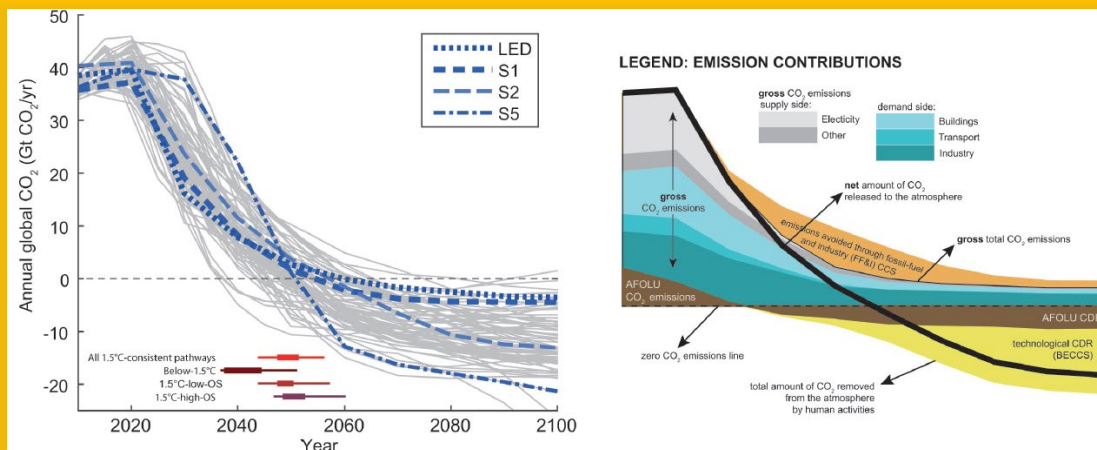 50
40
30
20
10
0
-10
-20
Annual global CO₂ (Gt CO₂/yr)
LED
S1
S2
S5
All 1.5°C-consistent pathways
Below-1.5°C
1.5°C-low-OS
1.5°C-high-OS
2020
2040
2060
2080
2100
Year
LEGEND: EMISSION CONTRIBUTIONS
gross CO₂ emissions
supply side:
Electicity
Other
demand side:
Buildings
Transport
Industry
gross
CO₂ emissions
net amount of CO₂
released to the atmosphere
emissions avoided through fossil-fuel
and industry (FF&I) CCS
gross total CO₂ emissions
AFOLU
CO₂ emissions
AFOLU CDR
technological CDR
(BECCS)
zero CO₂ emissions line
total amount of CO₂ removed
from the atmosphere
by human activities